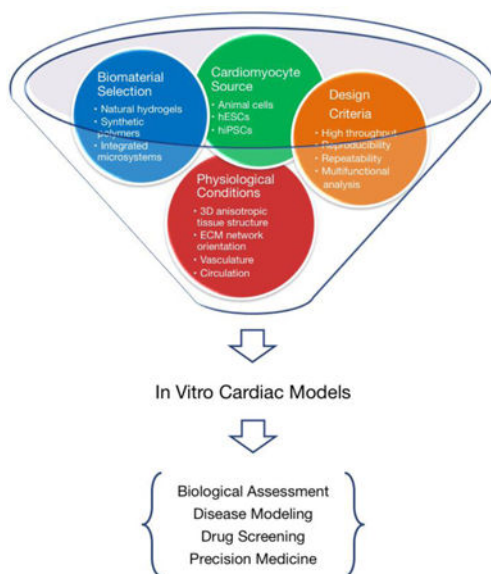 Biomaterial
Selection
• Natural hydrogels
• Synthetic
polymers
• Integrated
microsystems
Cardiomyocyte
Source
• Animal cells
• hESCs
• hiPSCs
Design
Criteria
• High throughput
• Reproducibility
• Repeatability
• Multifunctional
analysis
Physiological
Conditions
• 3D anisotropic
tissue structure
• ECM network
orientation
• Vasculature
• Circulation
In Vitro Cardiac Models
Biological Assessment
Disease Modeling
Drug Screening
Precision Medicine